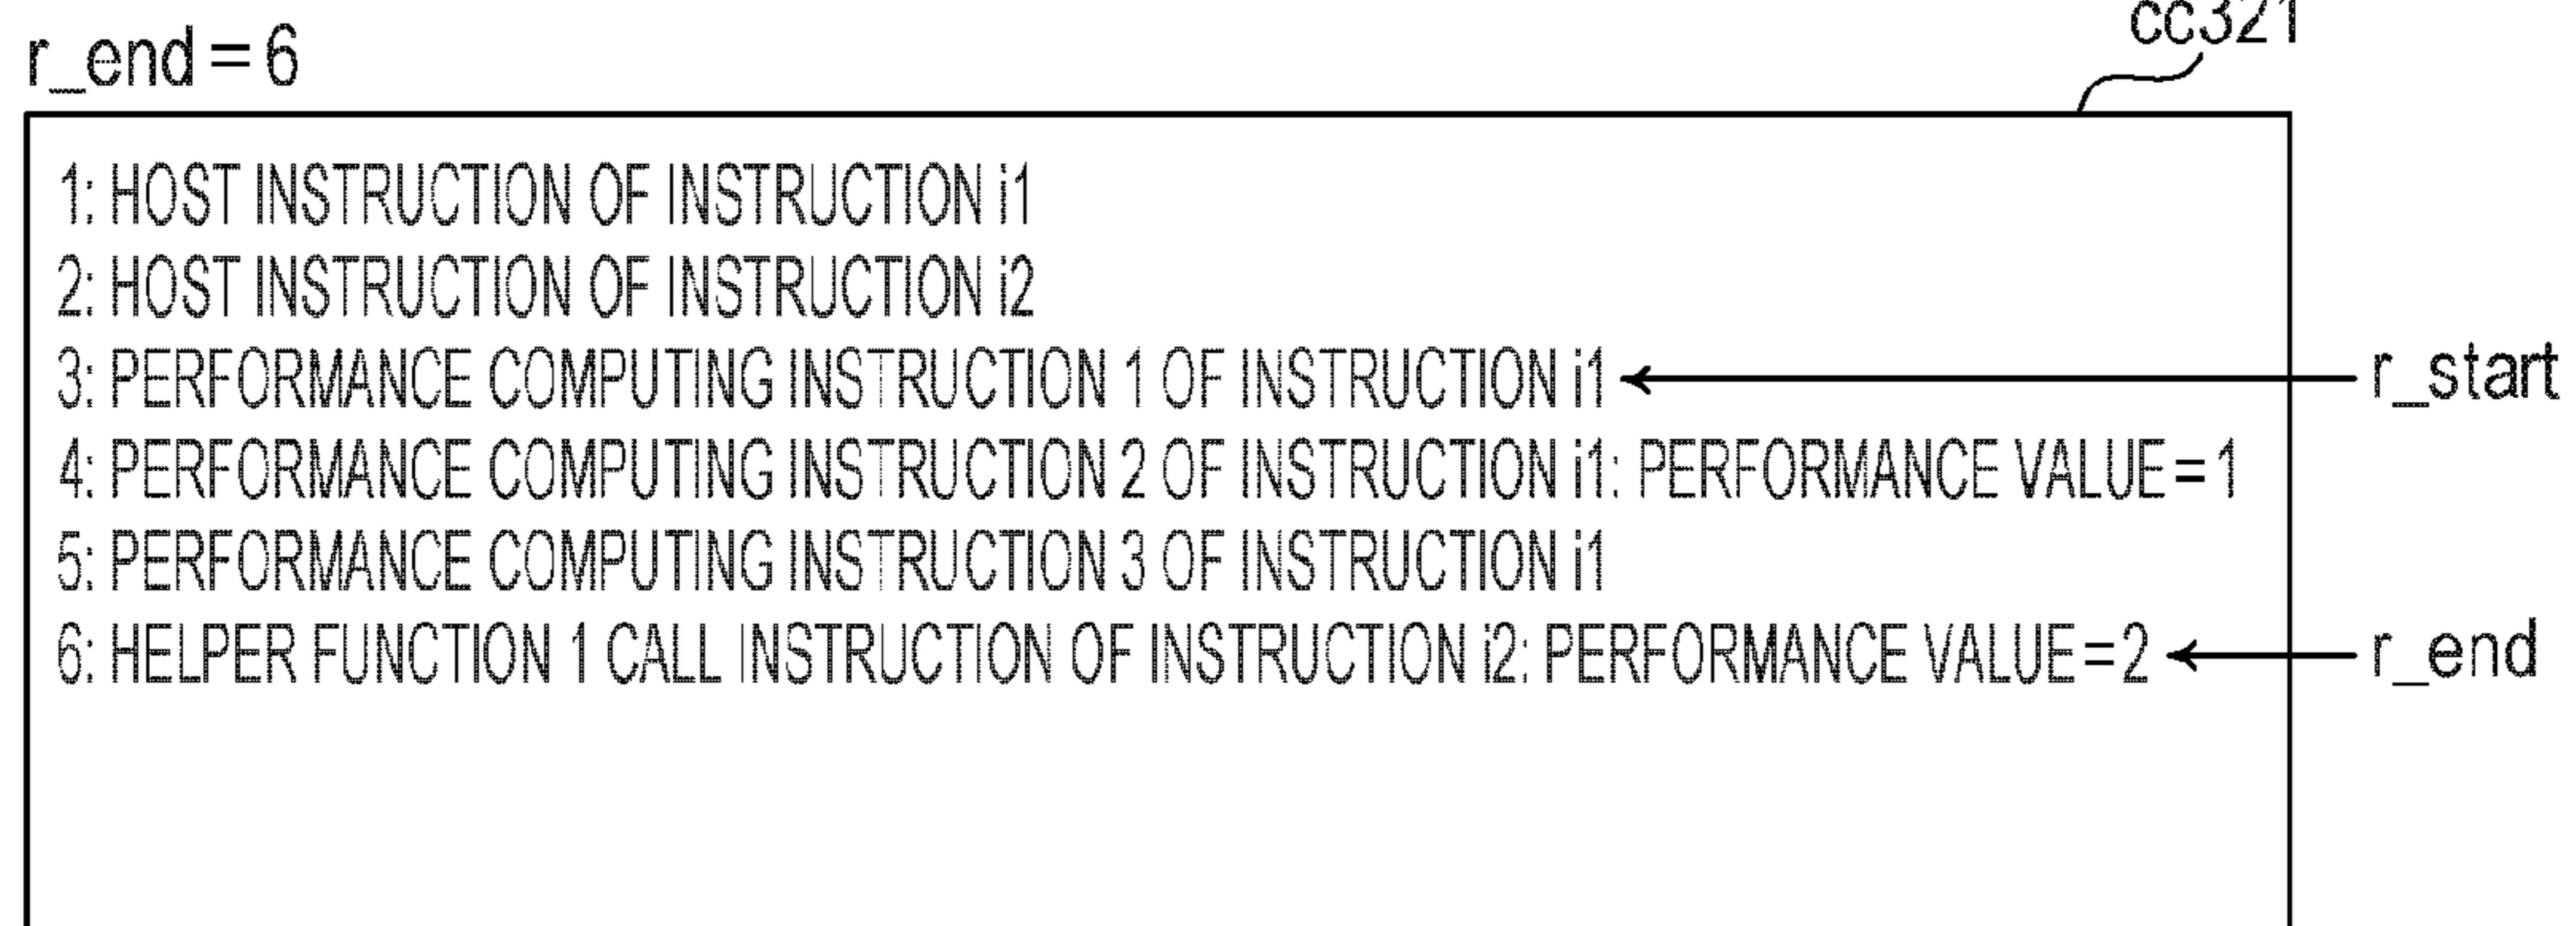 cc321
r_end = 6
1: HOST INSTRUCTION OF INSTRUCTION i1
2: HOST INSTRUCTION OF INSTRUCTION i2
3: PERFORMANCE COMPUTING INSTRUCTION 1 OF INSTRUCTION i1 r_start
4: PERFORMANCE COMPUTING INSTRUCTION 2 OF INSTRUCTION i1: PERFORMANCE VALUE = 1
5: PERFORMANCE COMPUTING INSTRUCTION 3 OF INSTRUCTION i1
6: HELPER FUNCTION 1 CALL INSTRUCTION OF INSTRUCTION i2: PERFORMANCE VALUE = 2 r_end